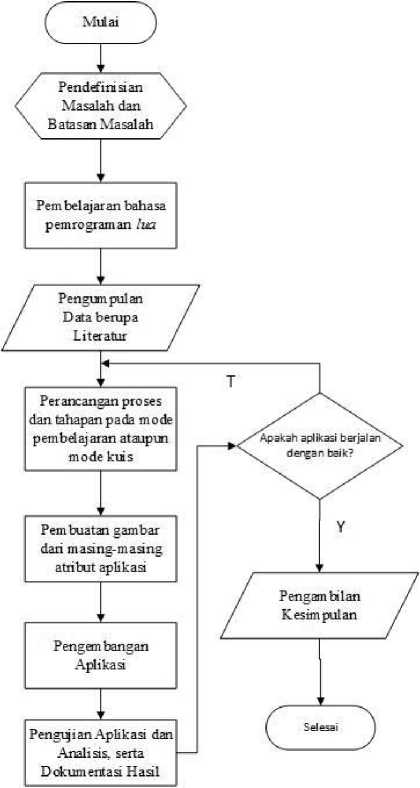 Mulai
Pendefinisian
Masalah dan
Batasan Masalah
Pembelajaran bahasa
pemrograman lua
Pengumpulan
Data berupa
Literatur
Perancangan proses
dan tahapan pada mode
pembelajaran ataupun
mode kuis
Pembuatan gambar
dari masing-masing
atribut aplikasi
Pengembangan
Aplikasi
Pengujian Aplikasi dan
Analisis, serta
Dokumentasi Hasil
T
Apakah aplikasi berjalan
dengan baik?
Y
Pengambilan
Kesimpulan
Selesai